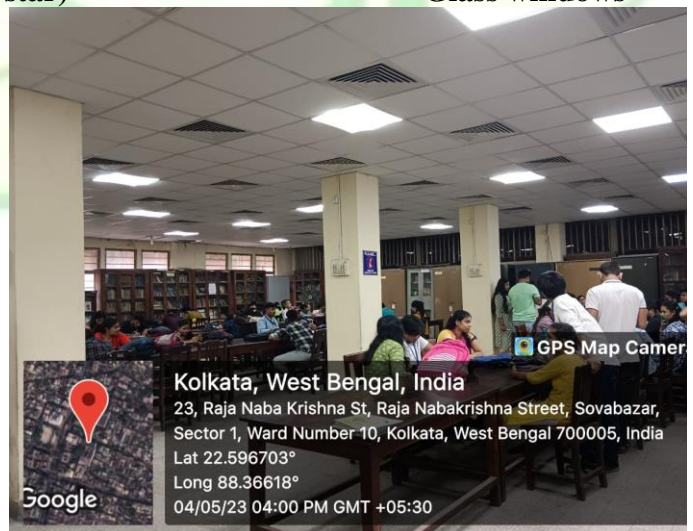 star)
Glass windows
GPS Map Camera
Kolkata, West Bengal, India
23, Raja Naba Krishna St, Raja Nabakrishna Street, Sovabazar,
Sector 1, Ward Number 10, Kolkata, West Bengal 700005, India
Lat 22.596703°
Long 88.36618°
04/05/23 04:00 PM GMT +05:30
Google